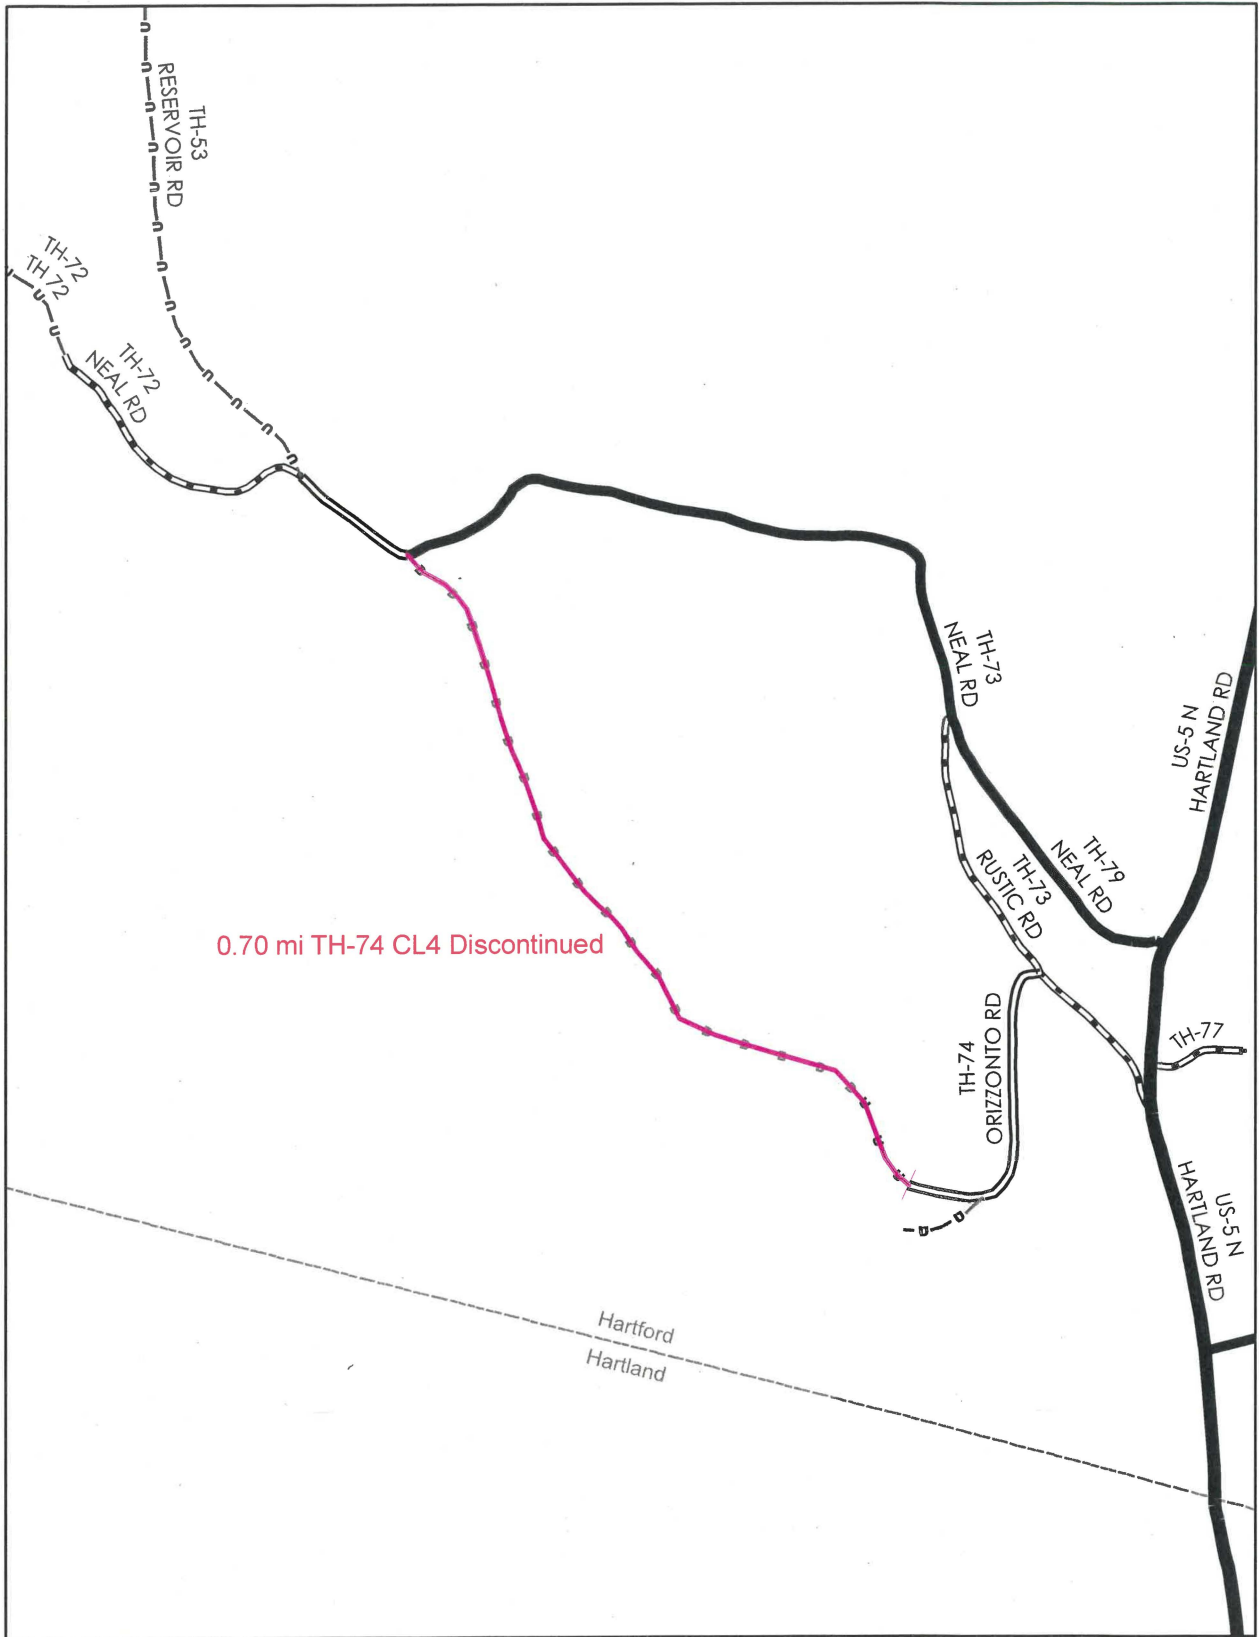 TH-53
RESERVOIR RD
TH-72
TH 72
TH-72
NEAL RD
TH-73
NEAL RD
US-5 N
HARTLAND RD
TH-79
NEAL RD
TH-73
RUSTIC RD
0.70 mi TH-74 CL4 Discontinued
TH-74
ORIZZONTO RD
TH-77
US-5 N
HARTLAND RD
Hartford
Hartland